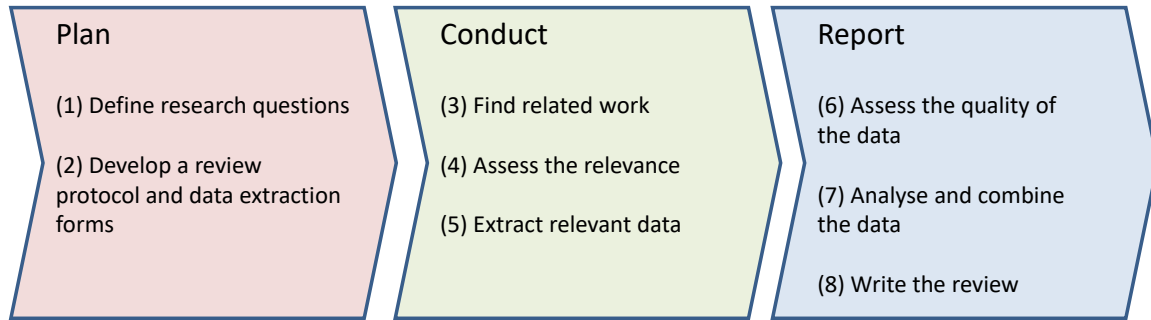 Plan
(1) Define research questions
(2) Develop a review
protocol and data extraction
forms
Conduct
(3) Find related work
(4) Assess the relevance
(5) Extract relevant data
Report
(6) Assess the quality of
the data
(7) Analyse and combine
the data
(8) Write the review